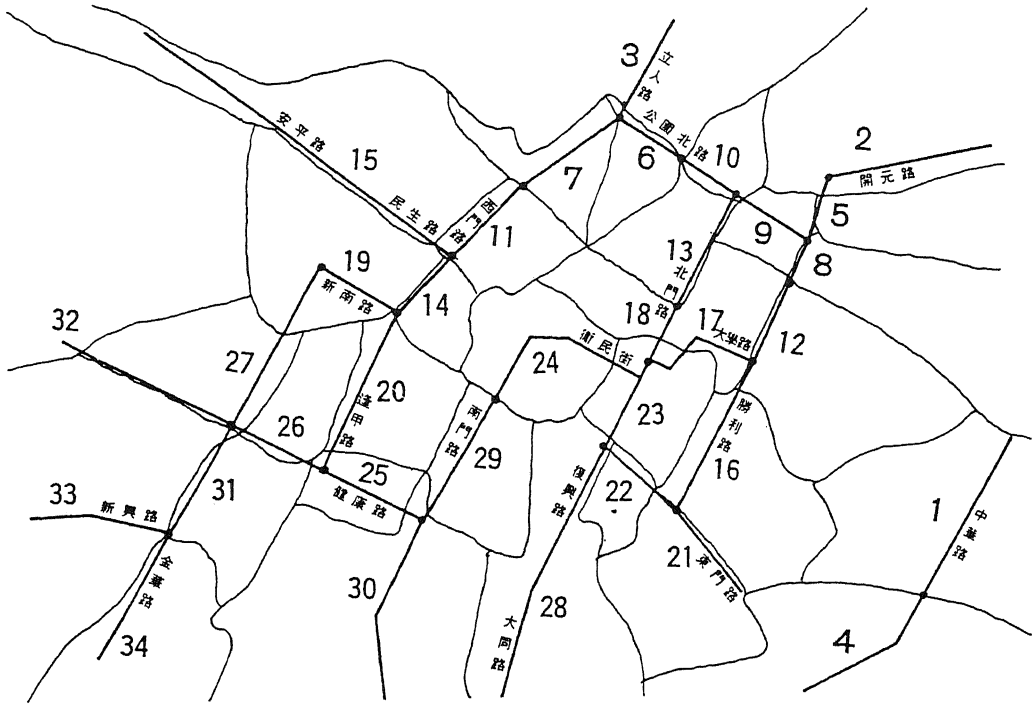 3
立人路
公園北路
2
開元路
10
6
5
安平路
15
7
民生路
西門路
11
13
9
8
北門路
19
新南路
14
18
17
大學路
12
32
27
20
衛民街
24
逢甲路
23
勝利路
南門路
26
29
16
25
健康路
復興路
22
31
33
新興路
1
中華路
21
東門路
金華路
30
28
大同路
4
34